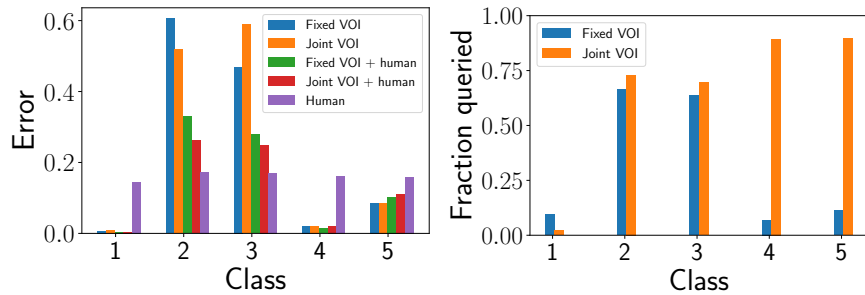 Error
0.6
0.4
0.2
0.0
Fixed VOI
Joint VOI
Fixed VOI + human
Joint VOI + human
Human
1 2 3 4 5
Class
Fraction queried
1.00
0.75
0.50
0.25
0.00
Fixed VOI
Joint VOI
1 2 3 4 5
Class